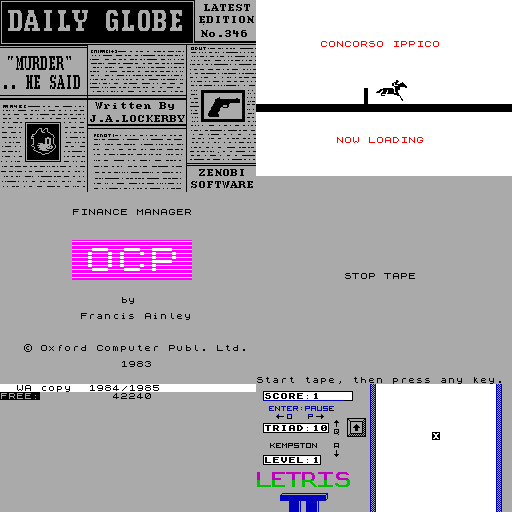 DAILY GLOBE
LATEST
EDITION
No.346
"MURDER"
.. HE SAID
Written By
J.A.LOCKERBY
ZENOBI
SOFTWARE
CONCORSO IPPICO
NOW LOADING
FINANCE MANAGER
OCP
by
Francis Ainley
© Oxford Computer Publ. Ltd.
1983
STOP TAPE
Start tape, then press any key.
WA copy 1984/1985
FREE: 42240
SCORE:1
ENTER:PAUSE
←O P→
TRIAD:10
Q
KEMPSTON A
LEVEL:1
LETRIS
X